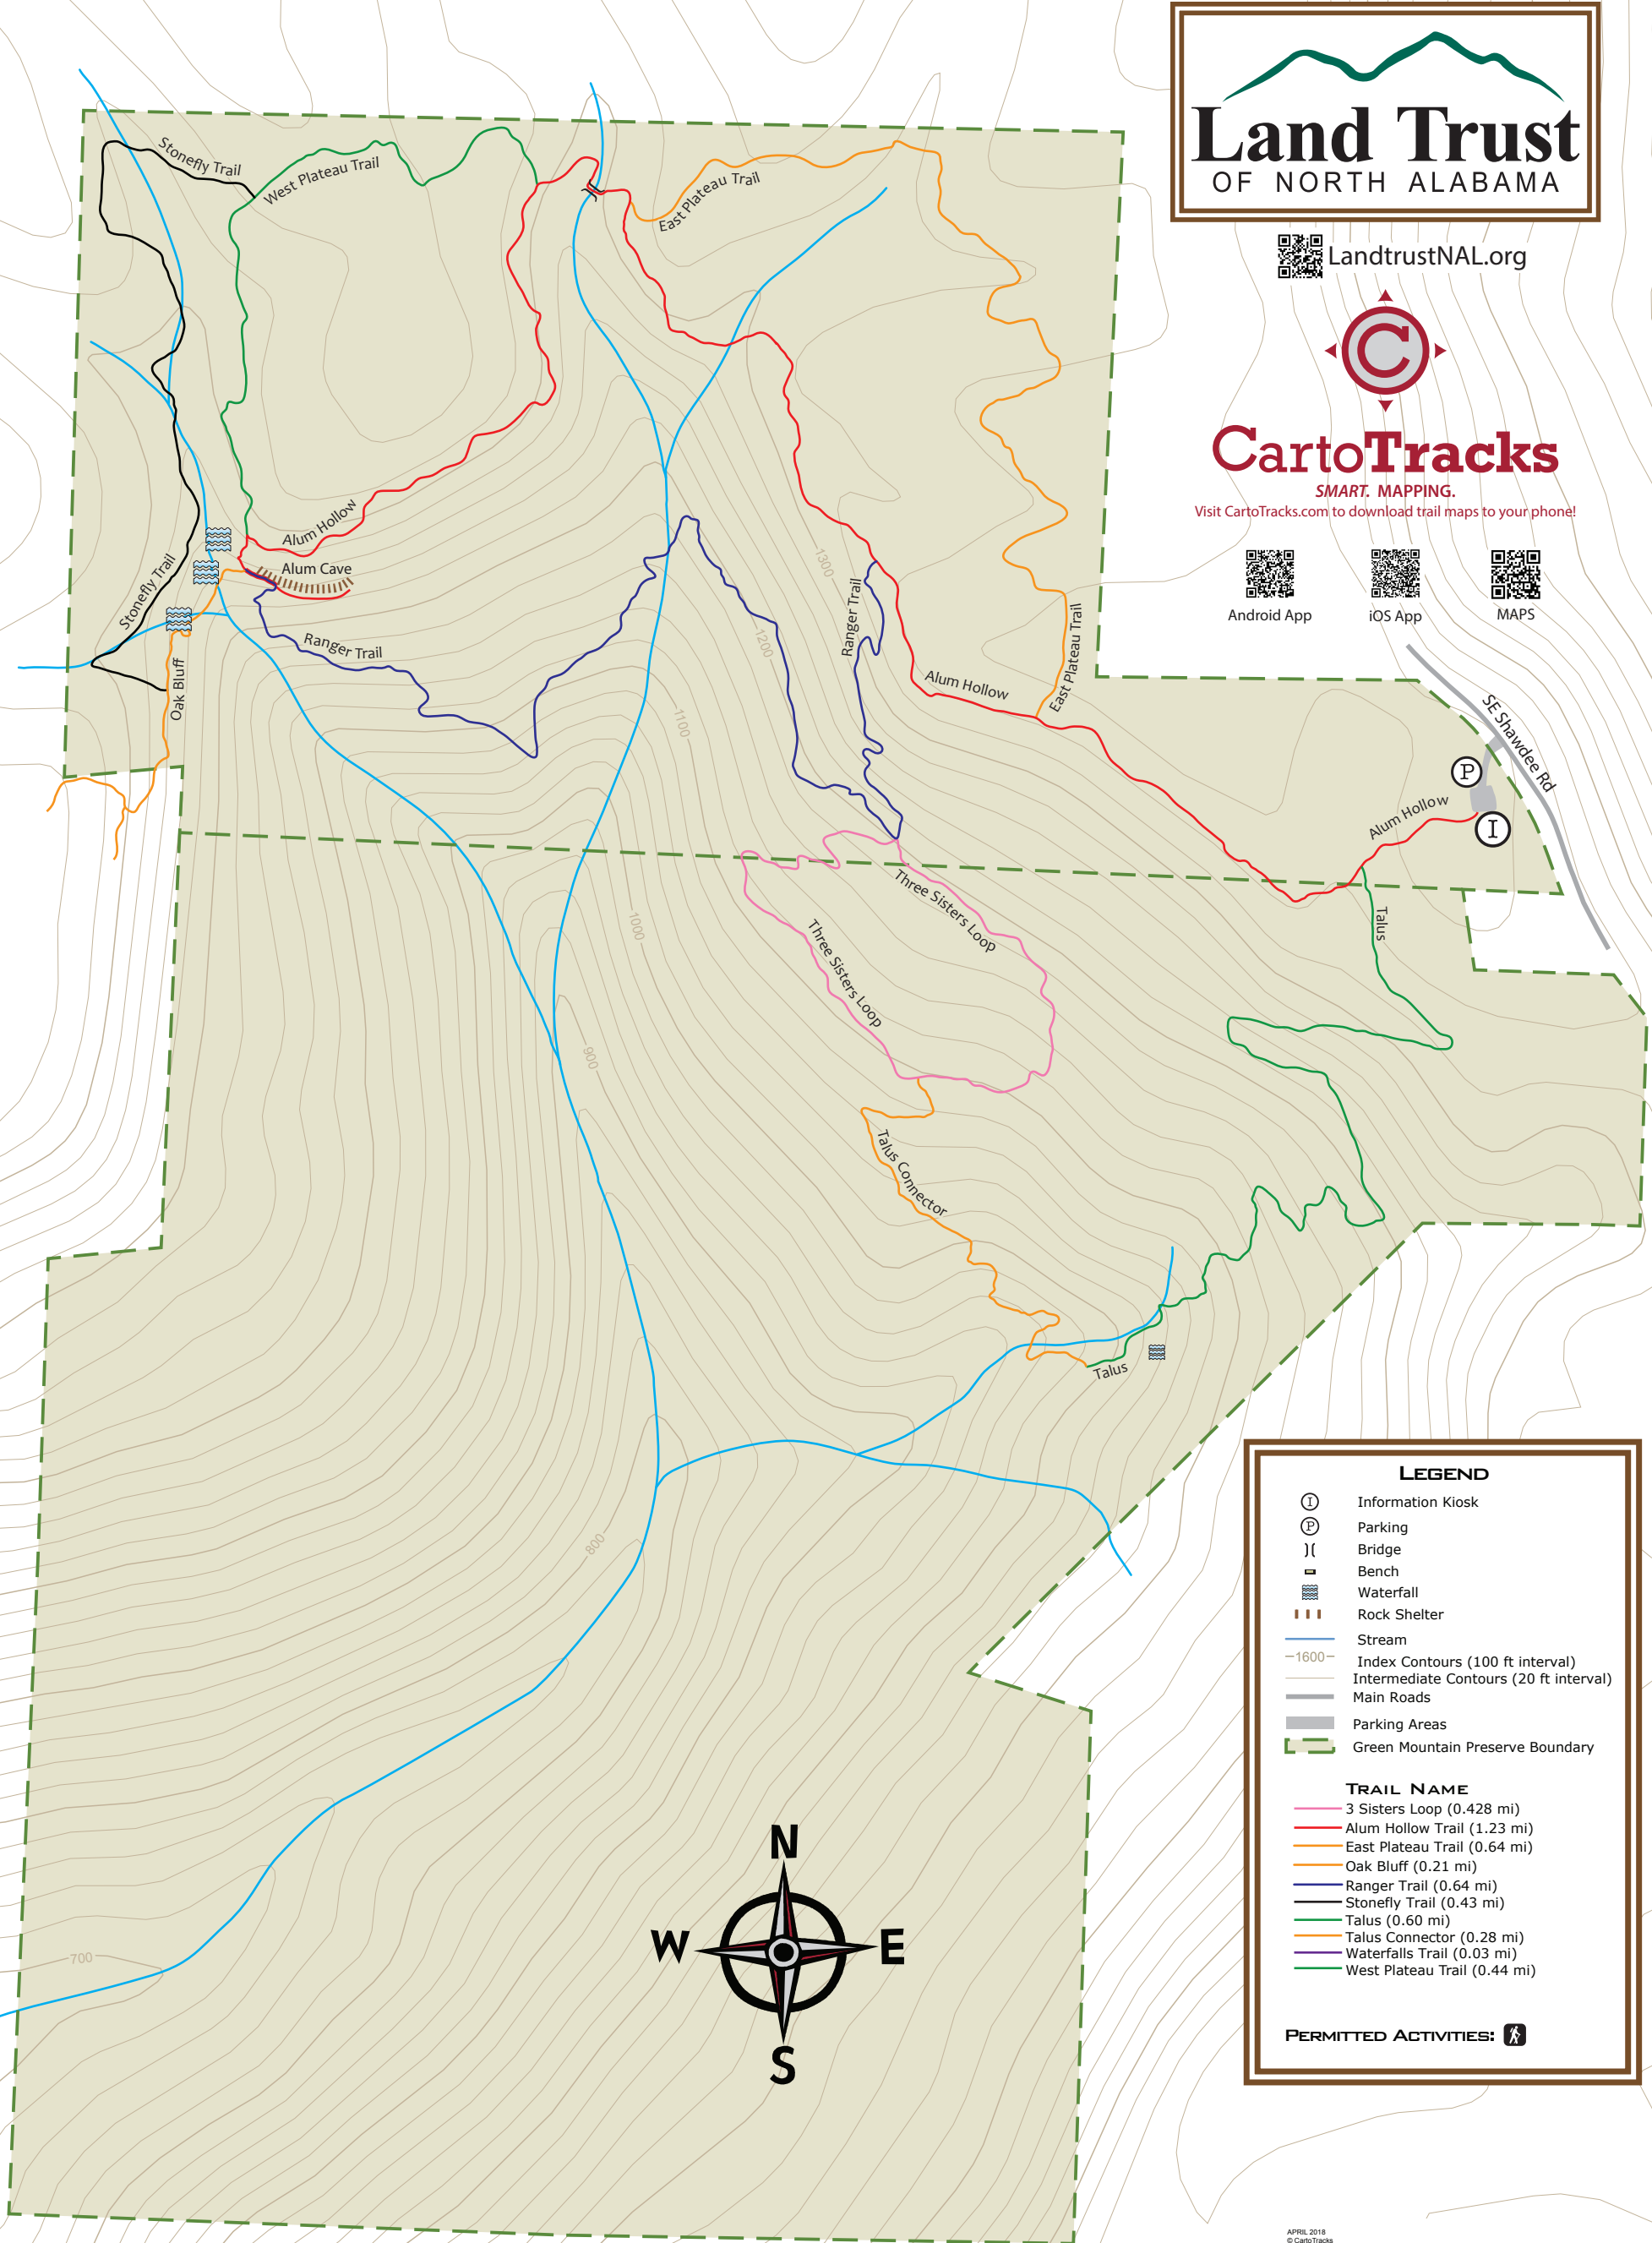 Land Trust
OF NORTH ALABAMA
LandtrustNAL.org
C
CartoTracks
SMART. MAPPING.
Visit CartoTracks.com to download trail maps to your phone!
Android App
iOS App
MAPS
Stonefly Trail
West Plateau Trail
East Plateau Trail
Alum Hollow
Alum Cave
Stonefly Trail
Ranger Trail
Oak Bluff
1300
Ranger Trail
1200
East Plateau Trail
Alum Hollow
1100
SE Shawdee Rd
P
Alum Hollow
I
Three Sisters Loop
Talus
Three Sisters Loop
1000
900
Talus Connector
Talus
800
700
N
W
E
S
LEGEND
I Information Kiosk
P Parking
Bridge
Bench
Waterfall
Rock Shelter
Stream
1600 Index Contours (100 ft interval)
Intermediate Contours (20 ft interval)
Main Roads
Parking Areas
Green Mountain Preserve Boundary
TRAIL NAME
3 Sisters Loop (0.428 mi)
Alum Hollow Trail (1.23 mi)
East Plateau Trail (0.64 mi)
Oak Bluff (0.21 mi)
Ranger Trail (0.64 mi)
Stonefly Trail (0.43 mi)
Talus (0.60 mi)
Talus Connector (0.28 mi)
Waterfalls Trail (0.03 mi)
West Plateau Trail (0.44 mi)
PERMITTED ACTIVITIES:
APRIL 2018
© CartoTracks